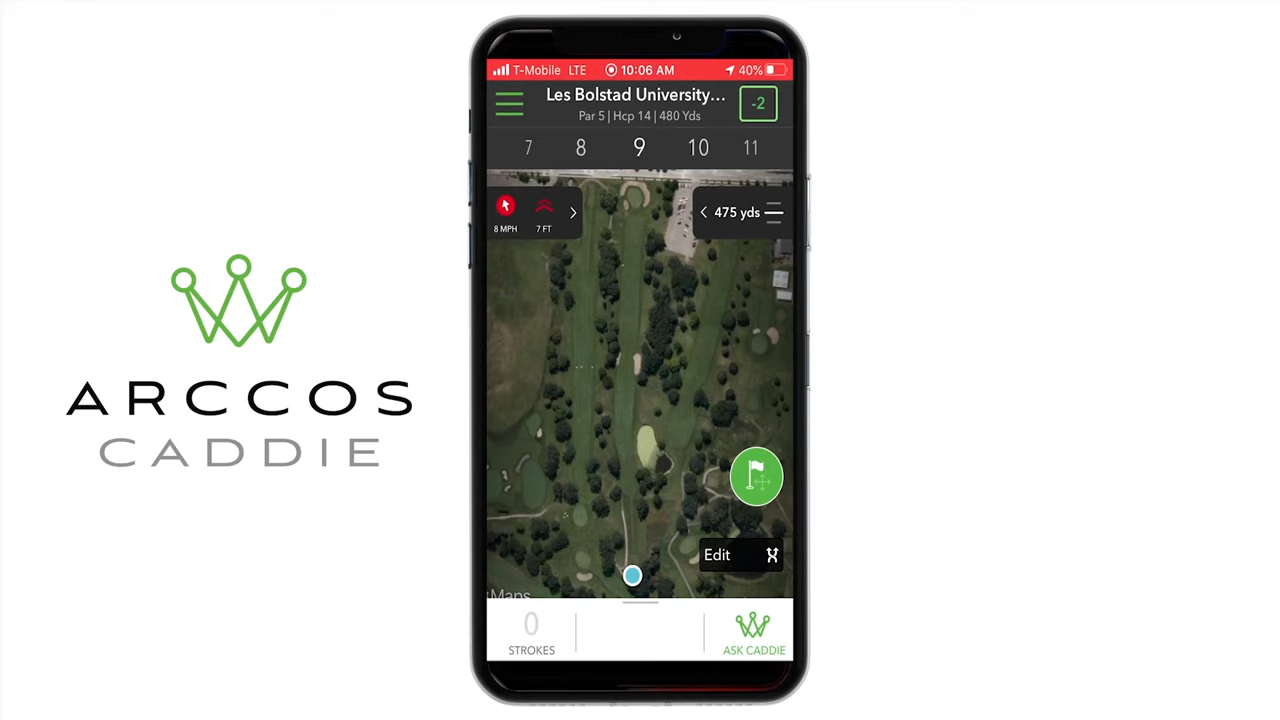 T-Mobile LTE 10:06 AM 40%
Les Bolstad University...
Par 5 | Hcp 14 | 480 Yds
-2
7 8 9 10 11
8 MPH 7 FT
475 yds
ARCCOS
CADDIE
Edit
Maps
0
STROKES
ASK CADDIE